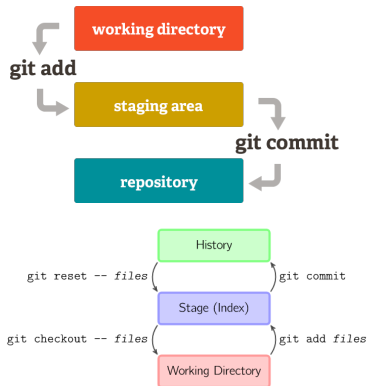 working directory
git add
staging area
git commit
repository
History
git reset -- files
git commit
Stage (Index)
git checkout -- files
git add files
Working Directory